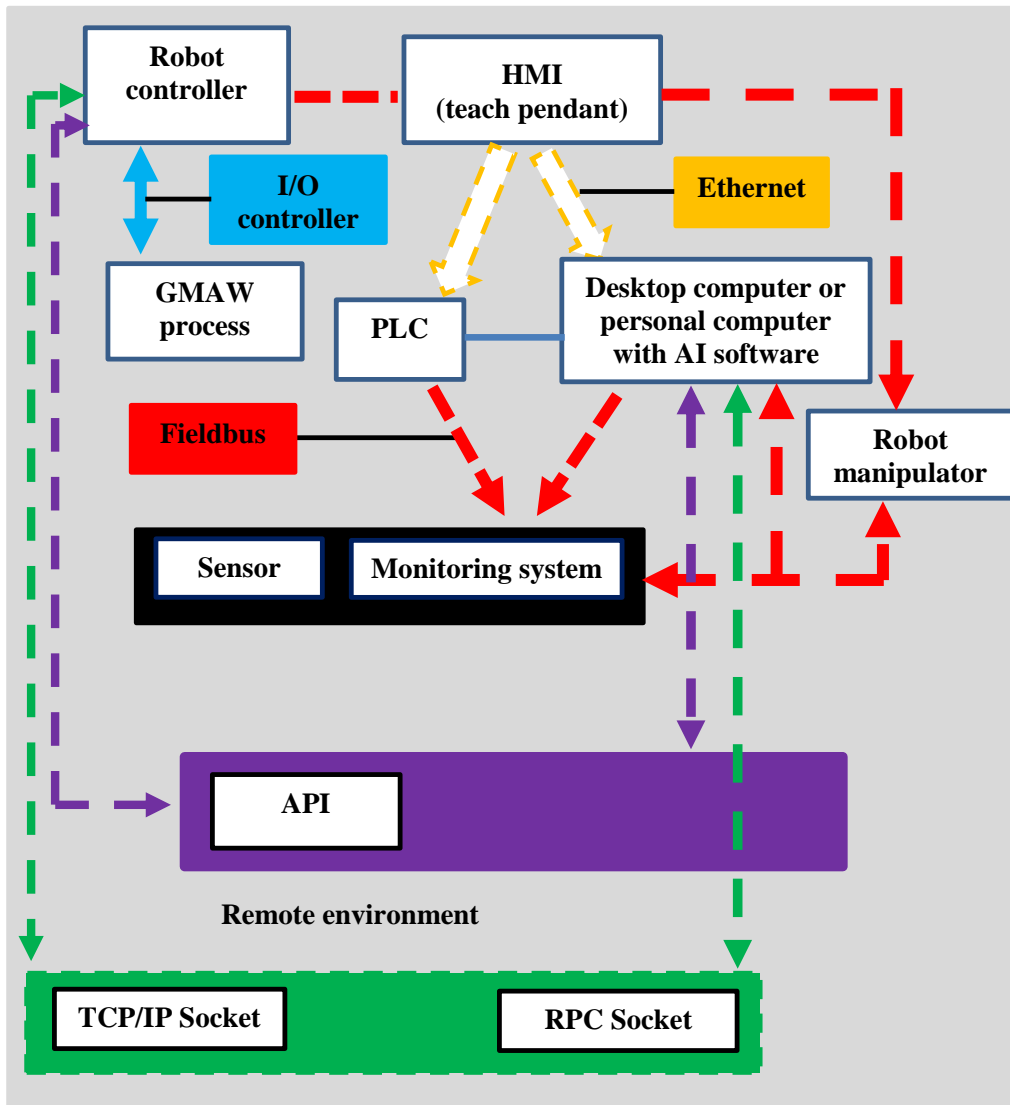 Robot
controller
HMI
(teach pendant)
I/O
controller
Ethernet
GMAW
process
PLC
Desktop computer or
personal computer
with AI software
Fieldbus
Robot
manipulator
Sensor
Monitoring system
API
Remote environment
TCP/IP Socket
RPC Socket